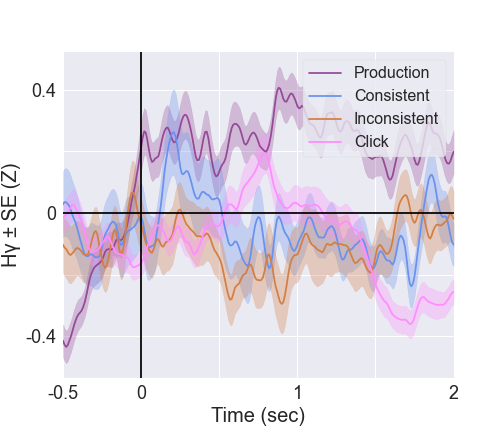 Production
Consistent
Inconsistent
Click
0.4
0
-0.4
Hγ ± SE (Z)
-0.5
0
1
2
Time (sec)